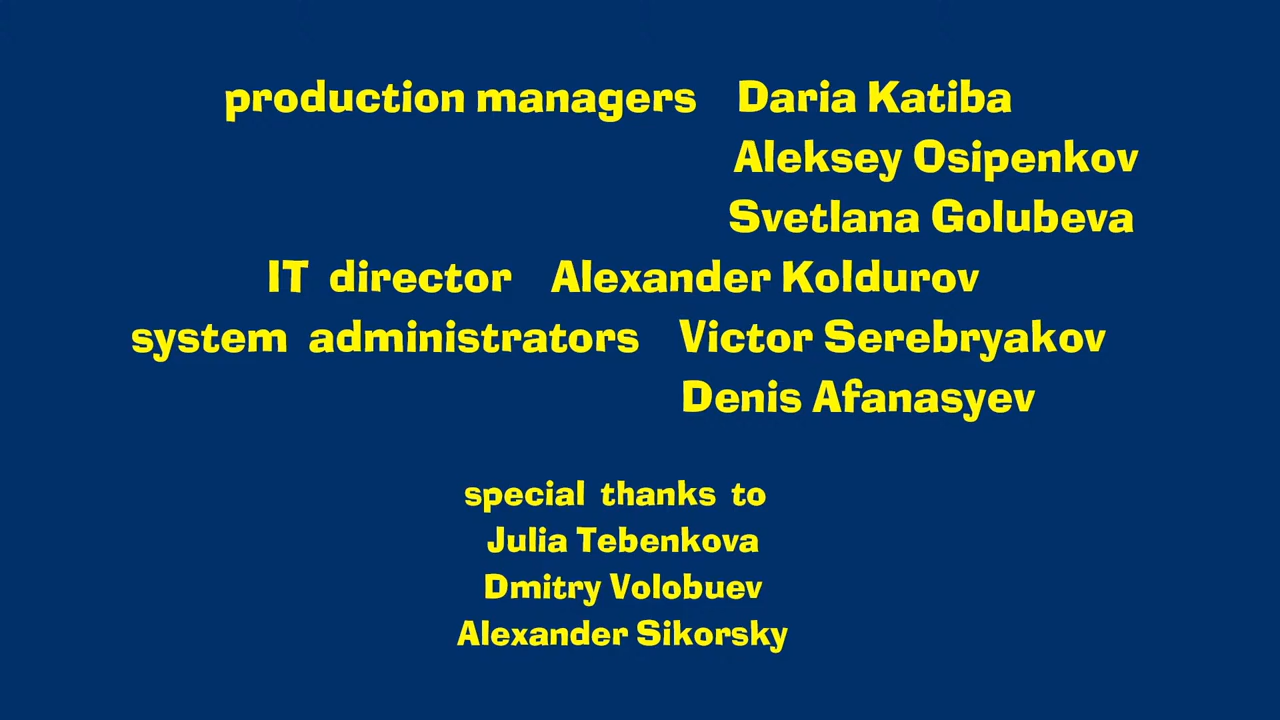 production managers Daria Katiba
Aleksey Osipenkov
Svetlana Golubeva
IT director Alexander Koldurov
system administrators Victor Serebryakov
Denis Afanasyev
special thanks to
Julia Tebenkova
Dmitry Volobuev
Alexander Sikorsky